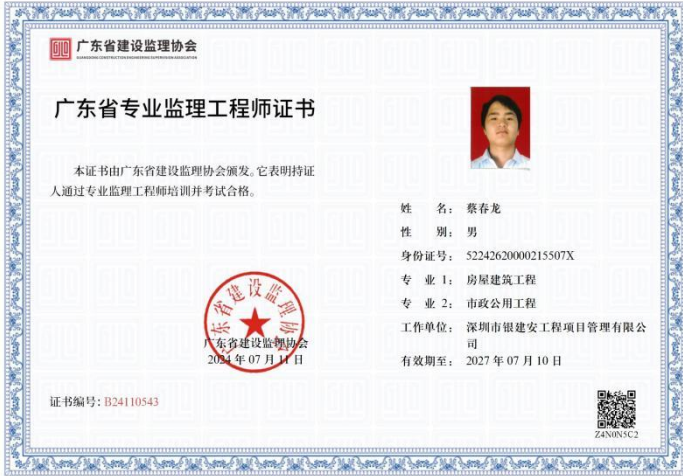 广东省建设监理协会
GUANGDONG CONSTRUCTION ENGINEERING SUPERVISION ASSOCIATION
广东省专业监理工程师证书
本证书由广东省建设监理协会颁发。它表明持证
人通过专业监理工程师培训并考试合格。
姓 名: 蔡春龙
性 别: 男
身份证号: 52242620000215507X
专 业 1: 房屋建筑工程
专 业 2: 市政公用工程
工作单位: 深圳市银建安工程项目管理有限公
司
有效期至: 2027 年 07 月 10 日
广东省建设监理协会
广东省建设监理协会
2024 年 07 月 11 日
证书编号: B24110543
Z4N0N5C2